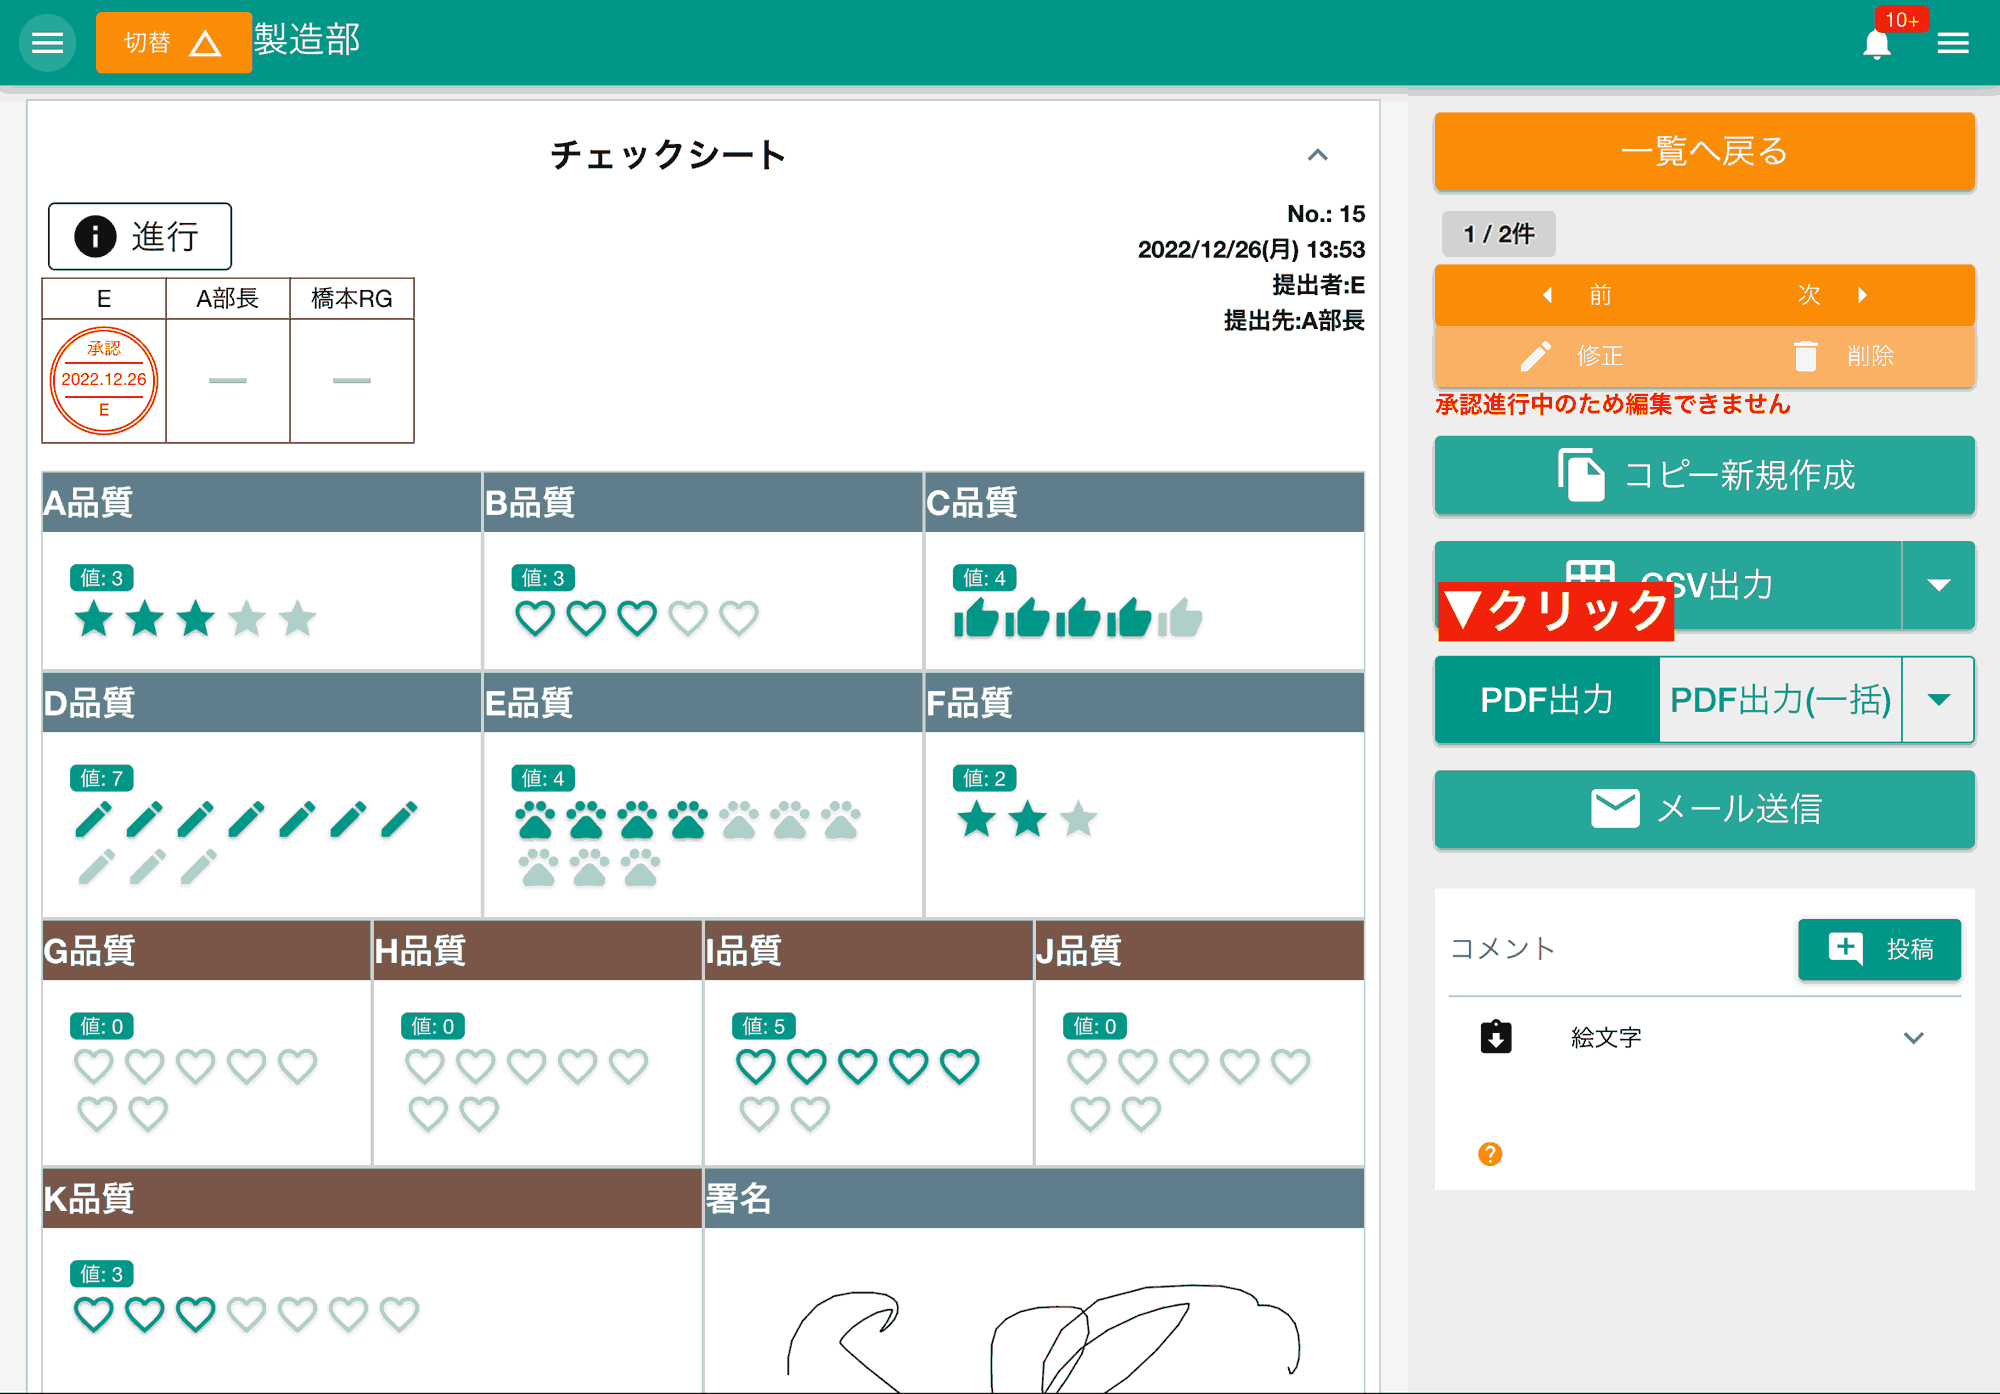 切替 製造部
10+
チェックシート
進行
No.: 15
2022/12/26(月) 13:53
提出者:E
提出先:A部長
E A部長 橋本RG
承認
2022.12.26
E
A品質 B品質 C品質
値: 3 値: 3 値: 4
D品質 E品質 F品質
値: 7 値: 4 値: 2
G品質 H品質 I品質 J品質
値: 0 値: 0 値: 5 値: 0
K品質 署名
値: 3
一覧へ戻る
1 / 2件
前 次
修正 削除
承認進行中のため編集できません
コピー新規作成
CSV出力
▼クリック
PDF出力 PDF出力(一括)
メール送信
コメント 投稿
絵文字